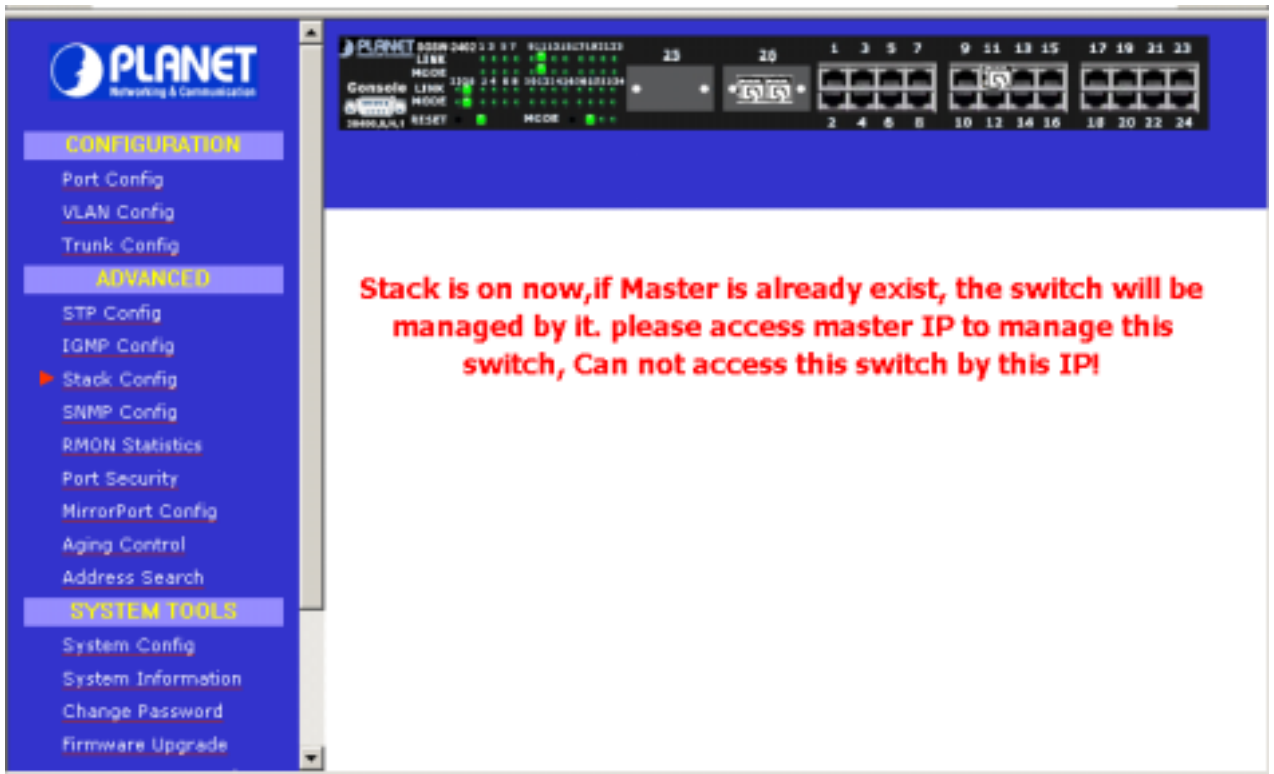 PLANET
Networking & Communication
CONFIGURATION
Port Config
VLAN Config
Trunk Config
ADVANCED
STP Config
IGMP Config
Stack Config
SNMP Config
RMON Statistics
Port Security
MirrorPort Config
Aging Control
Address Search
SYSTEM TOOLS
System Config
System Information
Change Password
Firmware Upgrade
PLANET
LINK
MODE
Console LINK
MODE
RESET MODE
25 26
1 3 5 7 9 11 13 15 17 19 21 23
2 4 6 8 10 12 14 16 18 20 22 24
Stack is on now,if Master is already exist, the switch will be
managed by it. please access master IP to manage this
switch, Can not access this switch by this IP!